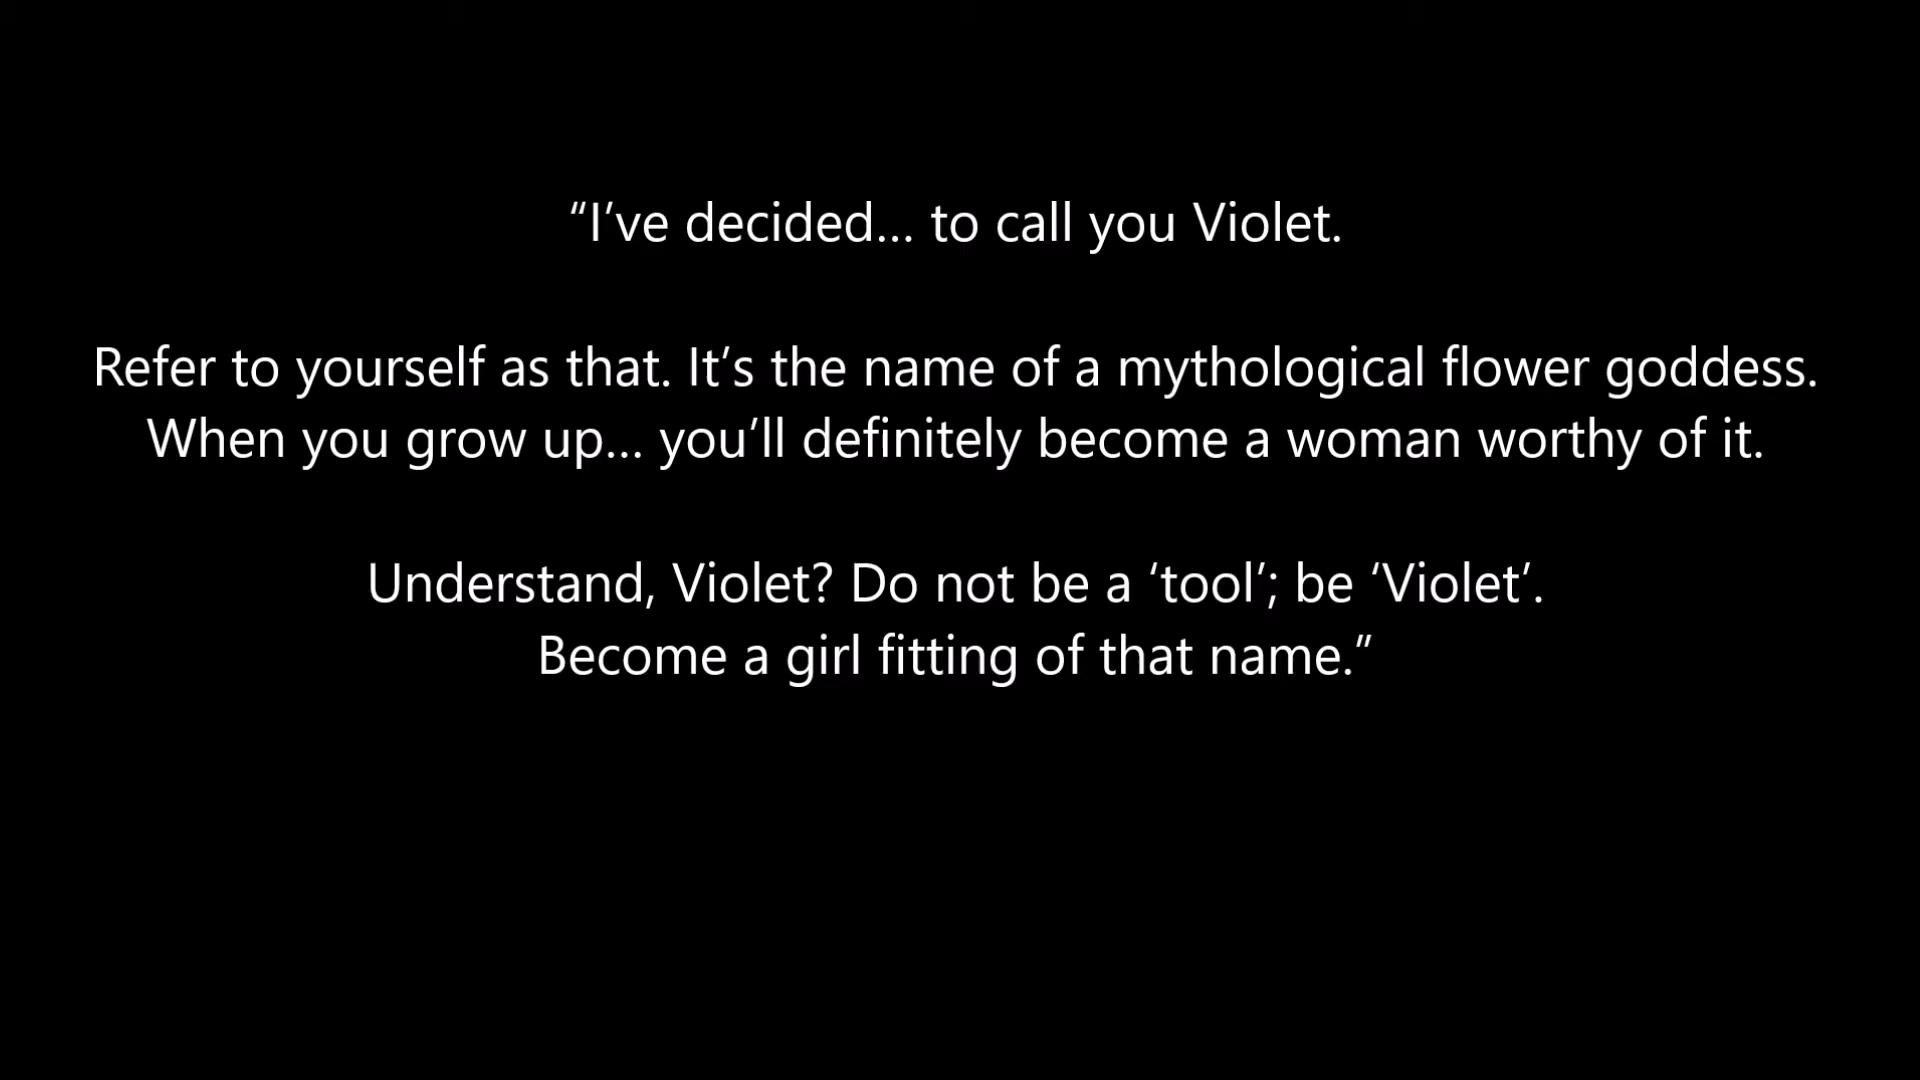 “I’ve decided… to call you Violet.
Refer to yourself as that. It’s the name of a mythological flower goddess.
When you grow up… you’ll definitely become a woman worthy of it.
Understand, Violet? Do not be a ‘tool’; be ‘Violet’.
Become a girl fitting of that name.”